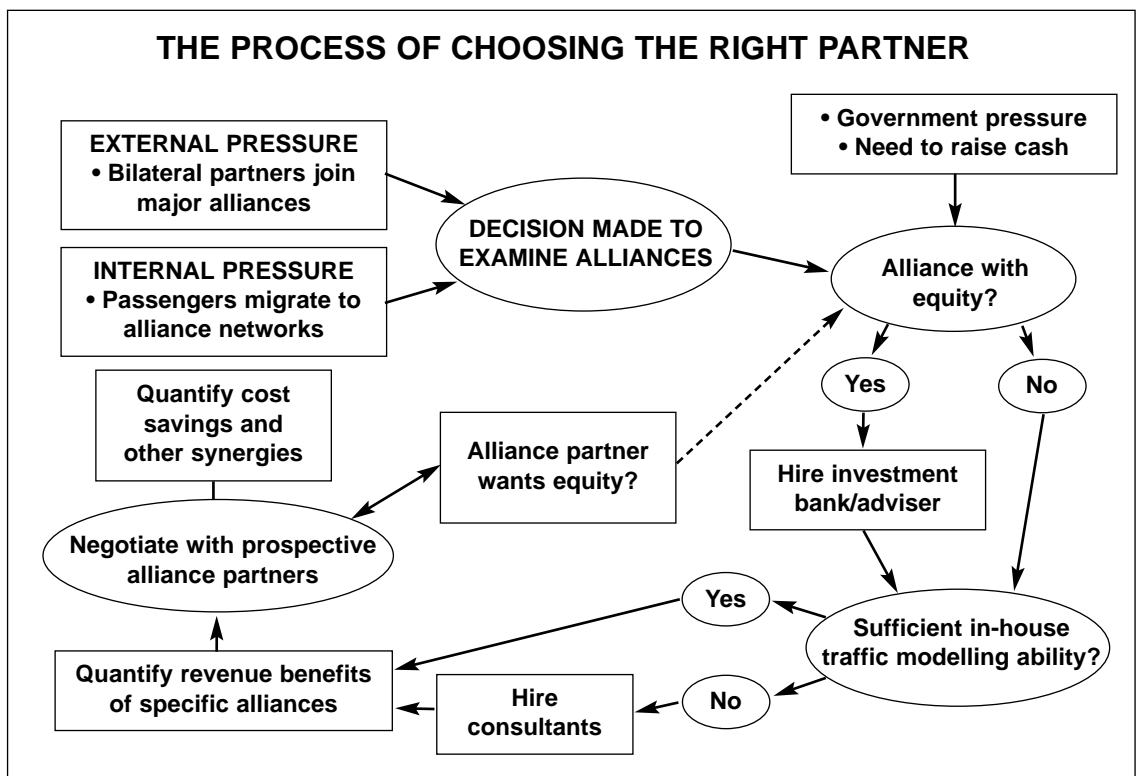 THE PROCESS OF CHOOSING THE RIGHT PARTNER
EXTERNAL PRESSURE
• Bilateral partners join
major alliances
INTERNAL PRESSURE
• Passengers migrate to
alliance networks
DECISION MADE TO
EXAMINE ALLIANCES
• Government pressure
• Need to raise cash
Alliance with
equity?
Yes
No
Hire investment
bank/adviser
Sufficient in-house
traffic modelling ability?
Yes
No
Hire
consultants
Quantify revenue benefits
of specific alliances
Negotiate with prospective
alliance partners
Quantify cost
savings and
other synergies
Alliance partner
wants equity?